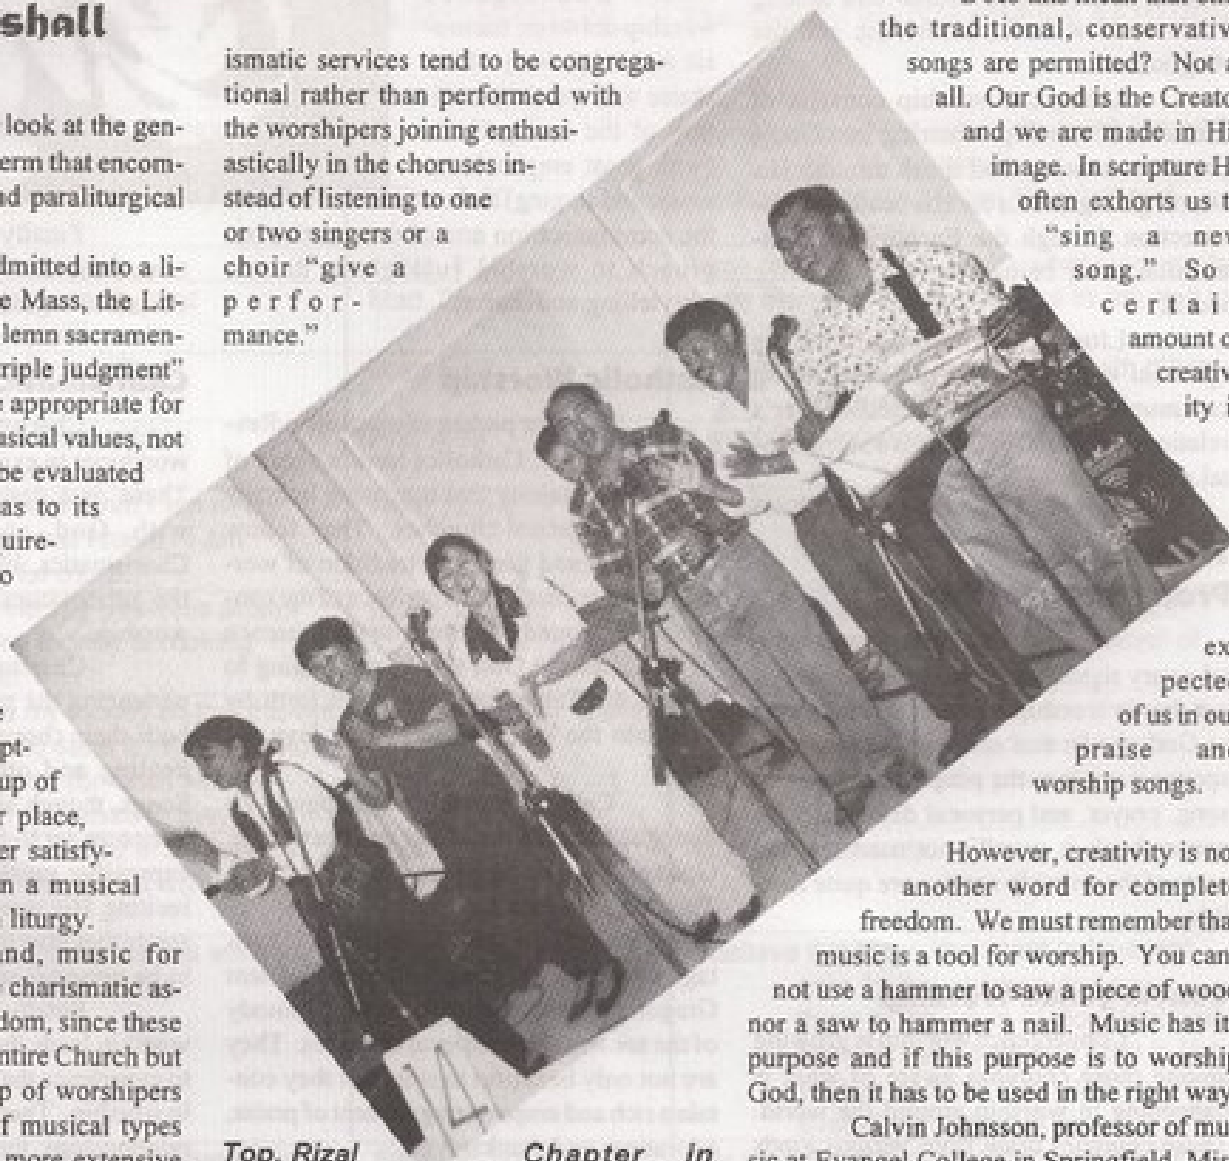 shall
look at the gen-
erm that encom-
paraliturgical
dmitted into a li-
Mass, the Lit-
lemn sacramen-
riple judgment"
appropriate for
usical values, not
be evaluated
as to its
uire-
o
pt-
up of
place,
er satisfy-
n a musical
liturgy.
and, music for
charismatic as-
dom, since these
ntire Church but
p of worshipers
f musical types
more extensive
ismatic services tend to be congrega-
tional rather than performed with
the worshipers joining enthusi-
astically in the choruses in-
stead of listening to one
or two singers or a
choir "give a
perfor-
mance."
14
Top, Rizal Chapter in
the traditional, conservativ
songs are permitted? Not a
all. Our God is the Creato
and we are made in Hi
image. In scripture H
often exhorts us t
"sing a new
song." So
certai
amount o
creativ
ity i
ex
pecte
of us in ou
praise an
worship songs.
However, creativity is no
another word for complet
freedom. We must remember tha
music is a tool for worship. You can
not use a hammer to saw a piece of woo
nor a saw to hammer a nail. Music has it
purpose and if this purpose is to worship
God, then it has to be used in the right way
Calvin Johnsson, professor of mu
sic at Evangel College in Springfield, Mis